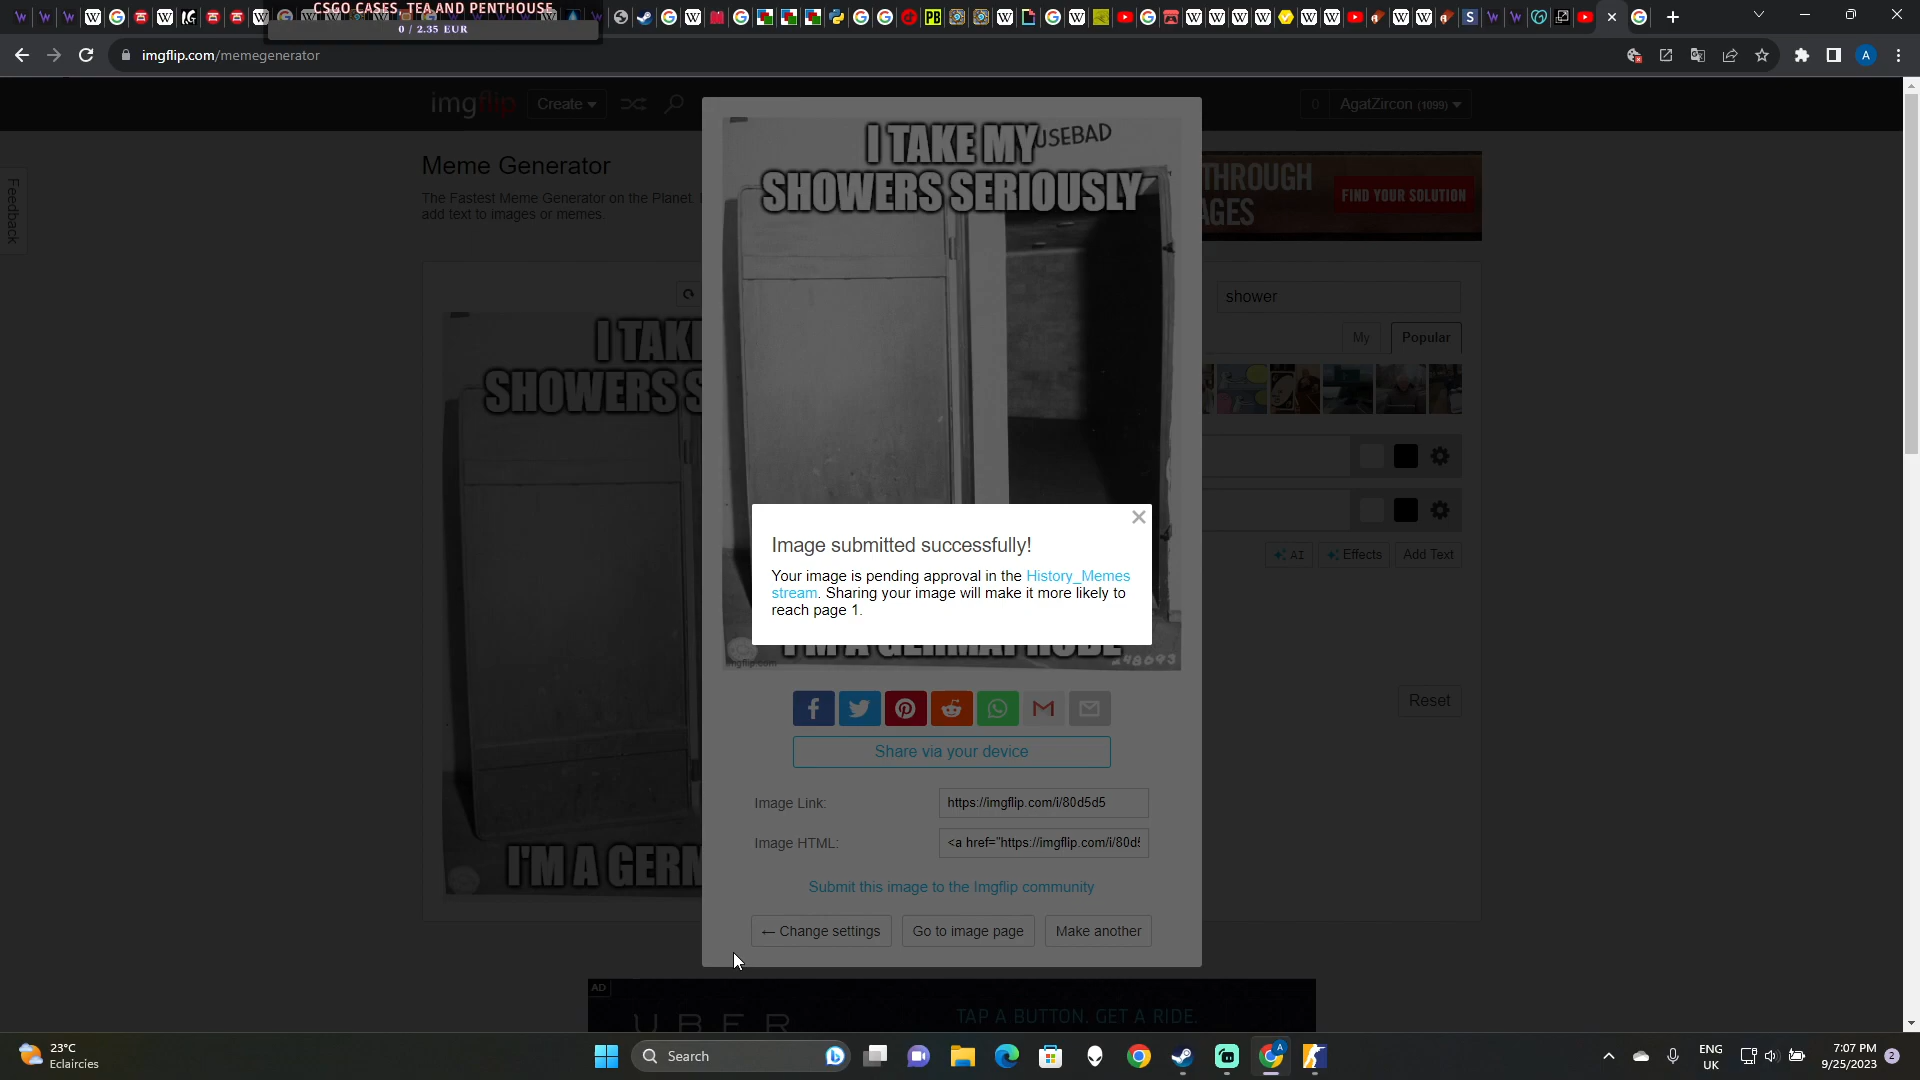 CSGO CASES, TEA AND PENTHOUSE
0 / 2.35 EUR
imgflip.com/memegenerator
imgflip
Create
0
AgatZircon (1099)
Feedback
Meme Generator
The Fastest Meme Generator on the Planet.
add text to images or memes.
THROUGH
FIND YOUR SOLUTION
I TAKE MY
USEBAD
SHOWERS SERIOUSLY
shower
My
Popular
I TAK
SHOWERS S
AI
Effects
Add Text
Image submitted successfully!
Your image is pending approval in the History_Memes
stream. Sharing your image will make it more likely to
reach page 1.
imgflip.com
48693
Reset
Share via your device
Image Link:
https://imgflip.com/i/80d5d5
Image HTML:
<a href="https://imgflip.com/i/80d5
I'M A GERM
Submit this image to the Imgflip community
← Change settings
Go to image page
Make another
AD
UBER
TAP A BUTTON. GET A RIDE.
23°C
Eclaircies
Search
ENG
UK
7:07 PM
9/25/2023
2